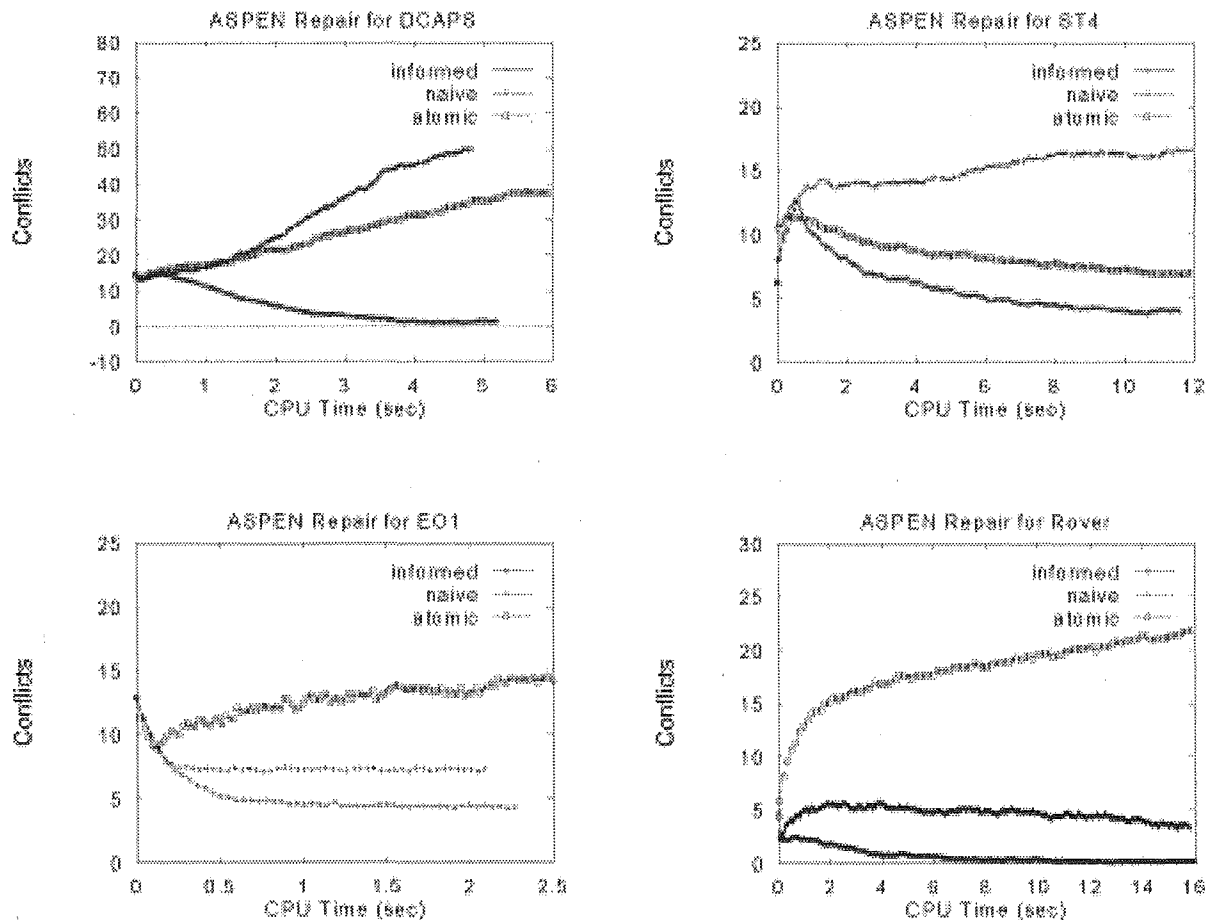 ASPEN Repair for DCAPS
Conflicts
80
70
60
50
40
30
20
10
0
-10
informed
naive
atomic
0 1 2 3 4 5 6
CPU Time (sec)
ASPEN Repair for ST4
Conflicts
25
20
15
10
5
0
informed
naive
atomic
0 2 4 6 8 10 12
CPU Time (sec)
ASPEN Repair for EO1
Conflicts
25
20
15
10
5
0
informed
naive
atomic
0 0.5 1 1.5 2 2.5
CPU Time (sec)
ASPEN Repair for Rover
Conflicts
30
25
20
15
10
5
0
informed
naive
atomic
0 2 4 6 8 10 12 14 16
CPU Time (sec)